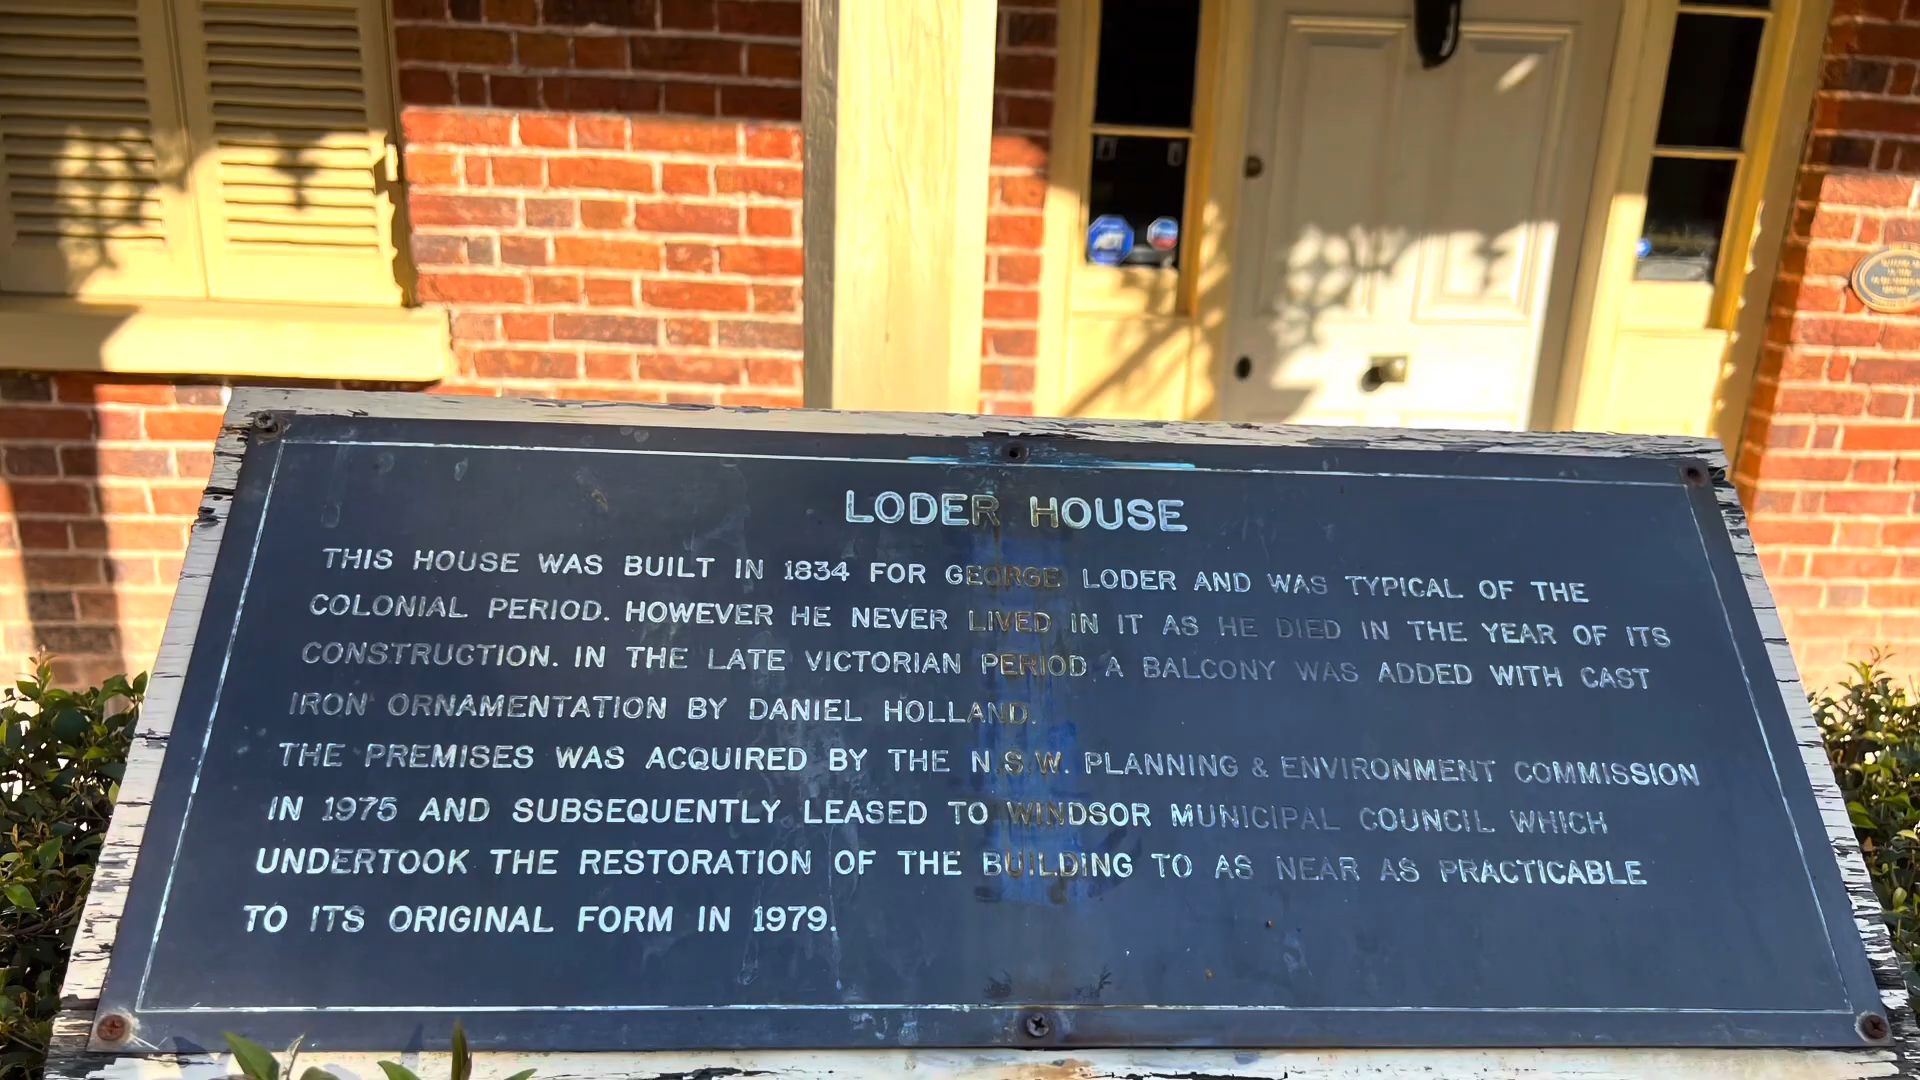 ADT
LODER HOUSE
THIS HOUSE WAS BUILT IN 1834 FOR GEORGE LODER AND WAS TYPICAL OF THE
COLONIAL PERIOD. HOWEVER HE NEVER LIVED IN IT AS HE DIED IN THE YEAR OF ITS
CONSTRUCTION. IN THE LATE VICTORIAN PERIOD A BALCONY WAS ADDED WITH CAST
IRON ORNAMENTATION BY DANIEL HOLLAND.
THE PREMISES WAS ACQUIRED BY THE N.S.W. PLANNING & ENVIRONMENT COMMISSION
IN 1975 AND SUBSEQUENTLY LEASED TO WINDSOR MUNICIPAL COUNCIL WHICH
UNDERTOOK THE RESTORATION OF THE BUILDING TO AS NEAR AS PRACTICABLE
TO ITS ORIGINAL FORM IN 1979.